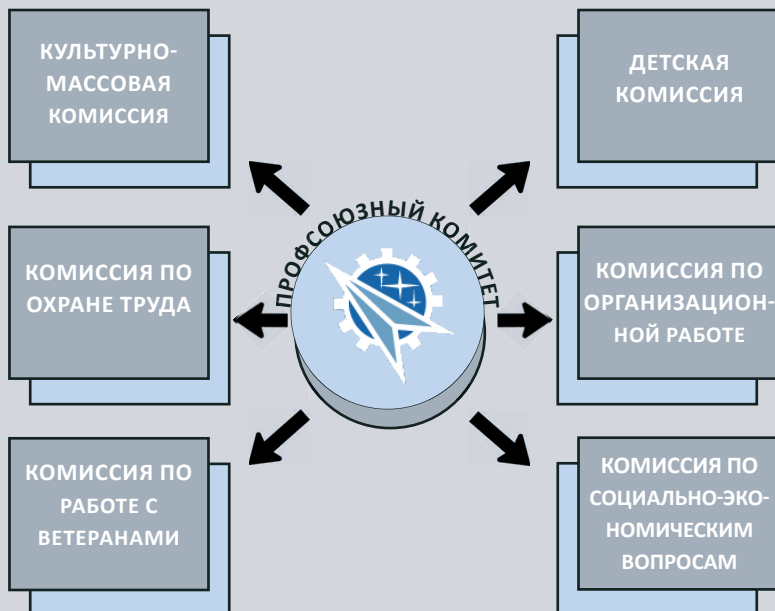 КУЛЬТУРНО-
МАССОВАЯ
КОМИССИЯ
ДЕТСКАЯ
КОМИССИЯ
ПРОФСОЮЗНЫЙ КОМИТЕТ
КОМИССИЯ ПО
ОХРАНЕ ТРУДА
КОМИССИЯ ПО
ОРГАНИЗАЦИОН-
НОЙ РАБОТЕ
КОМИССИЯ ПО
РАБОТЕ С
ВЕТЕРАНАМИ
КОМИССИЯ ПО
СОЦИАЛЬНО-ЭКО-
НОМИЧЕСКИМ
ВОПРОСАМ